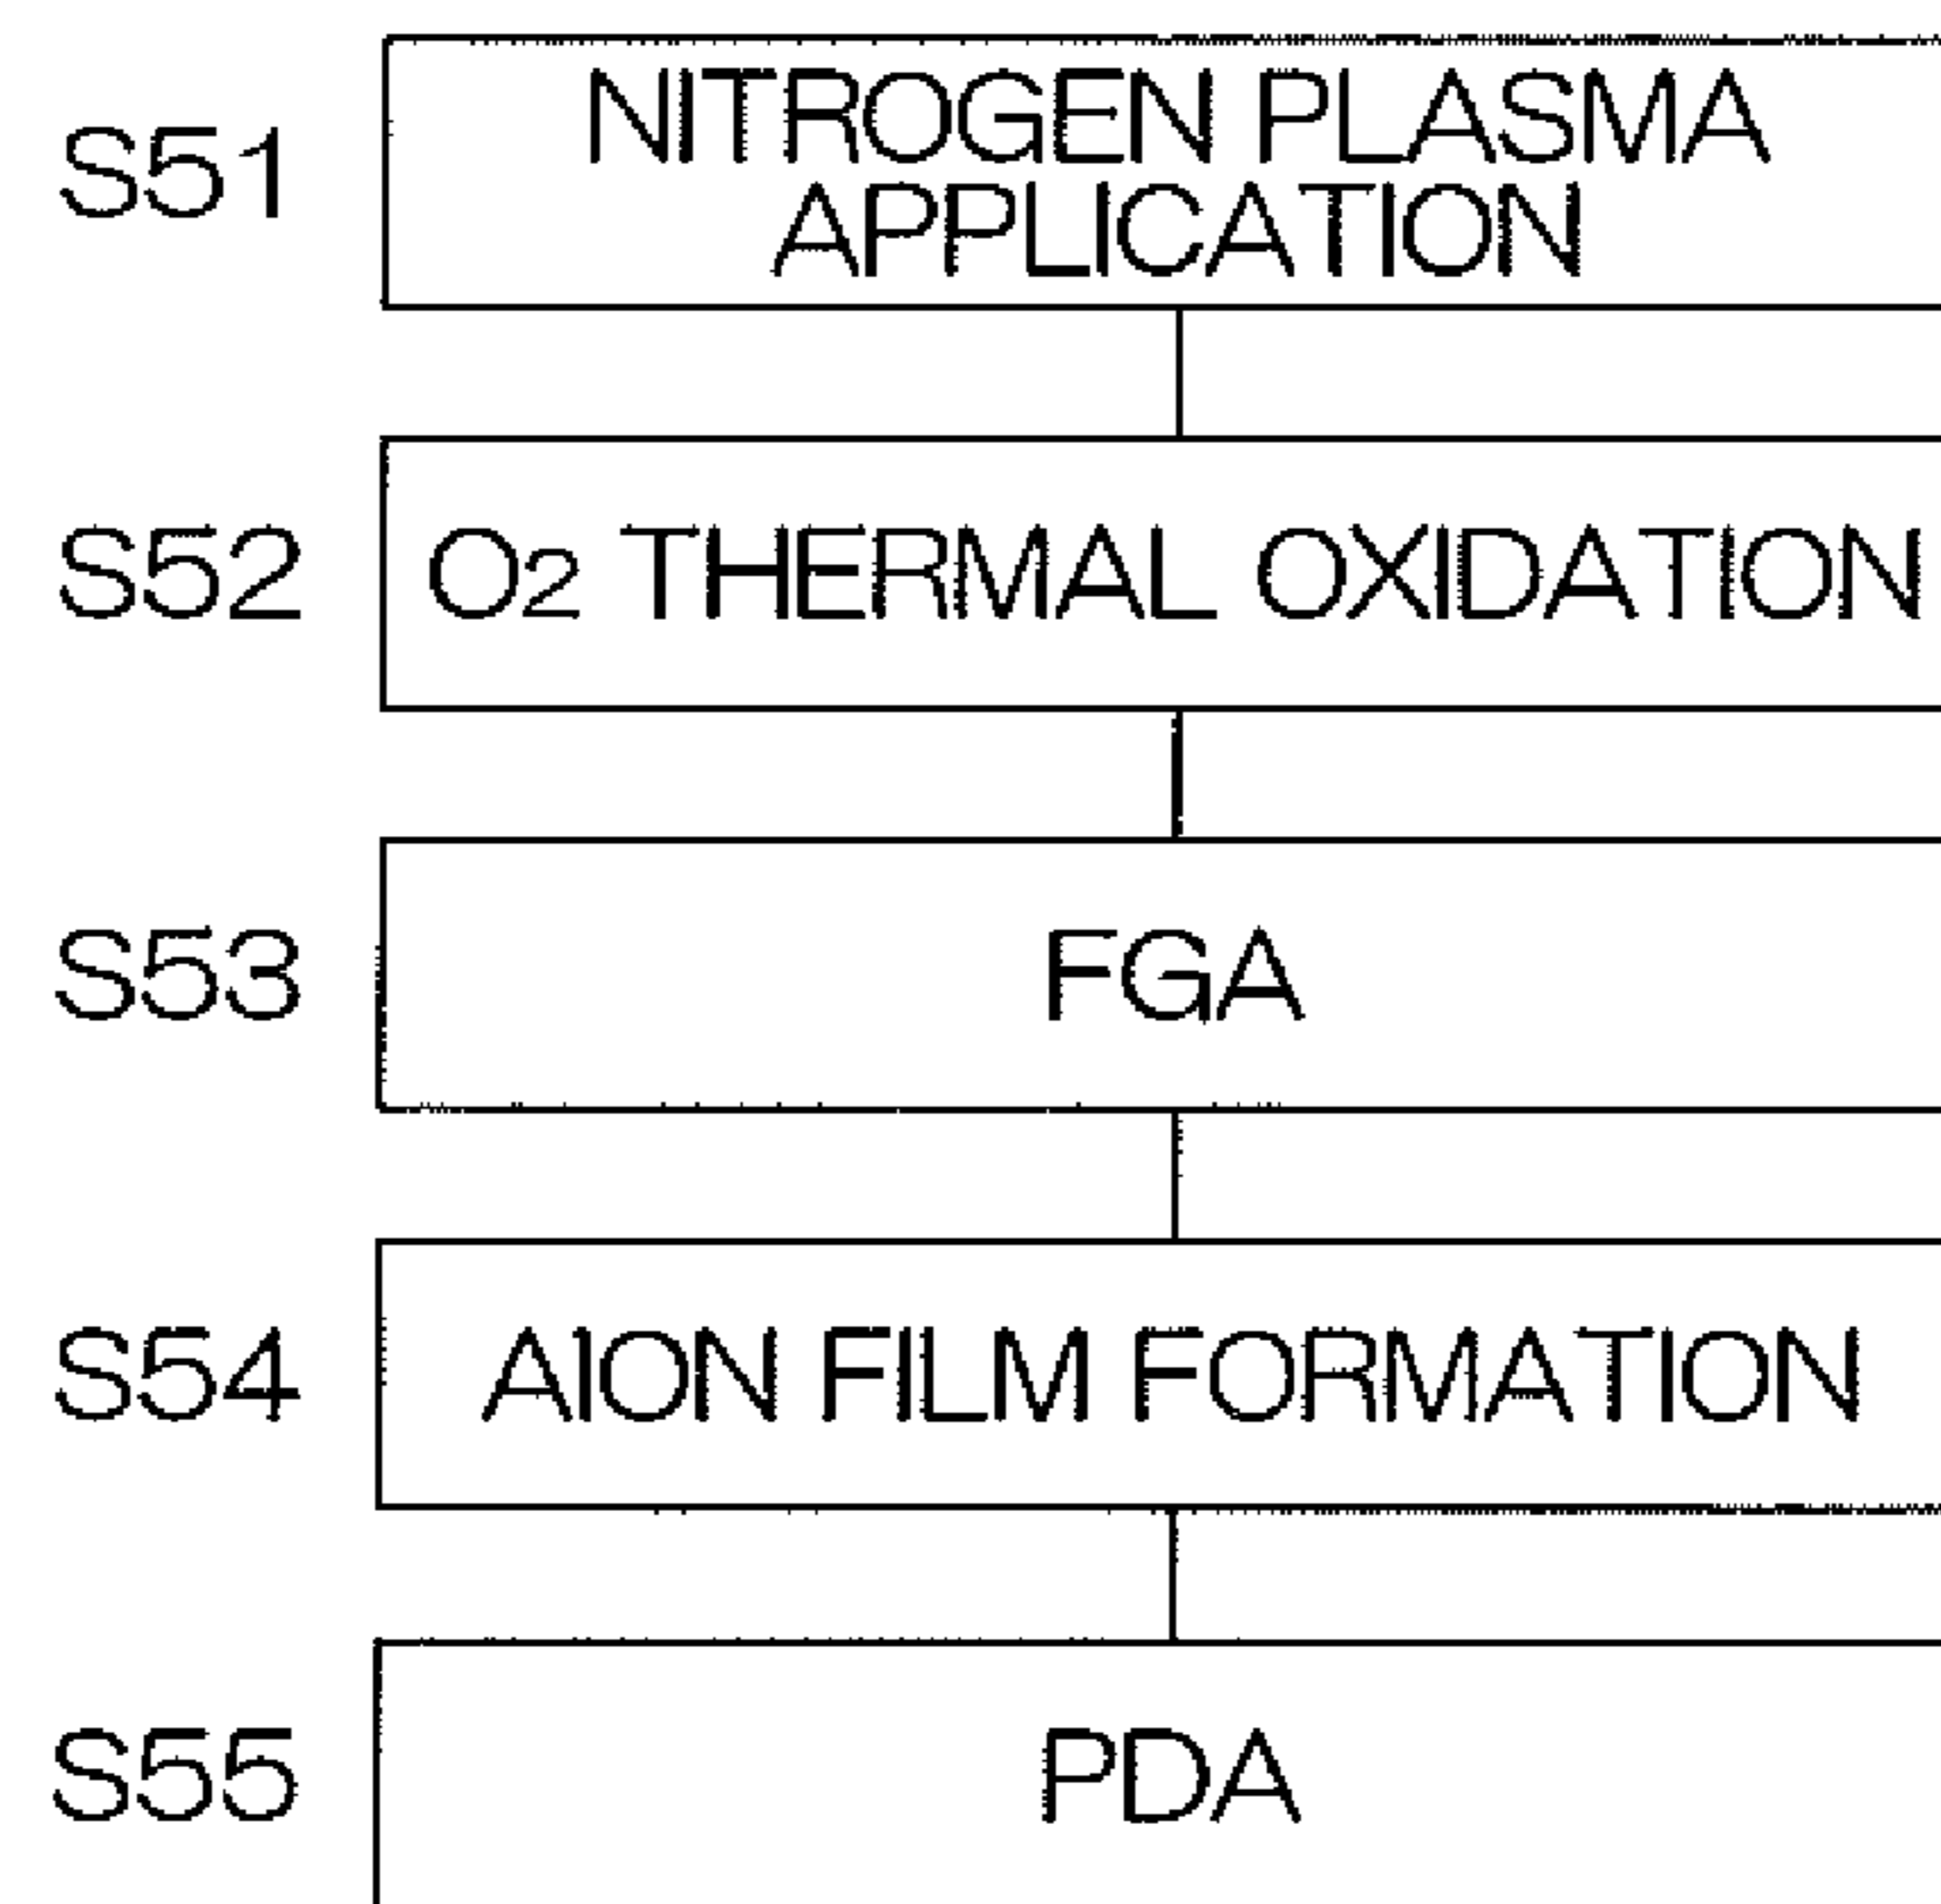 S51
NITROGEN PLASMA
APPLICATION
S52
O2 THERMAL OXIDATION
S53
FGA
S54
AlON FILM FORMATION
S55
PDA